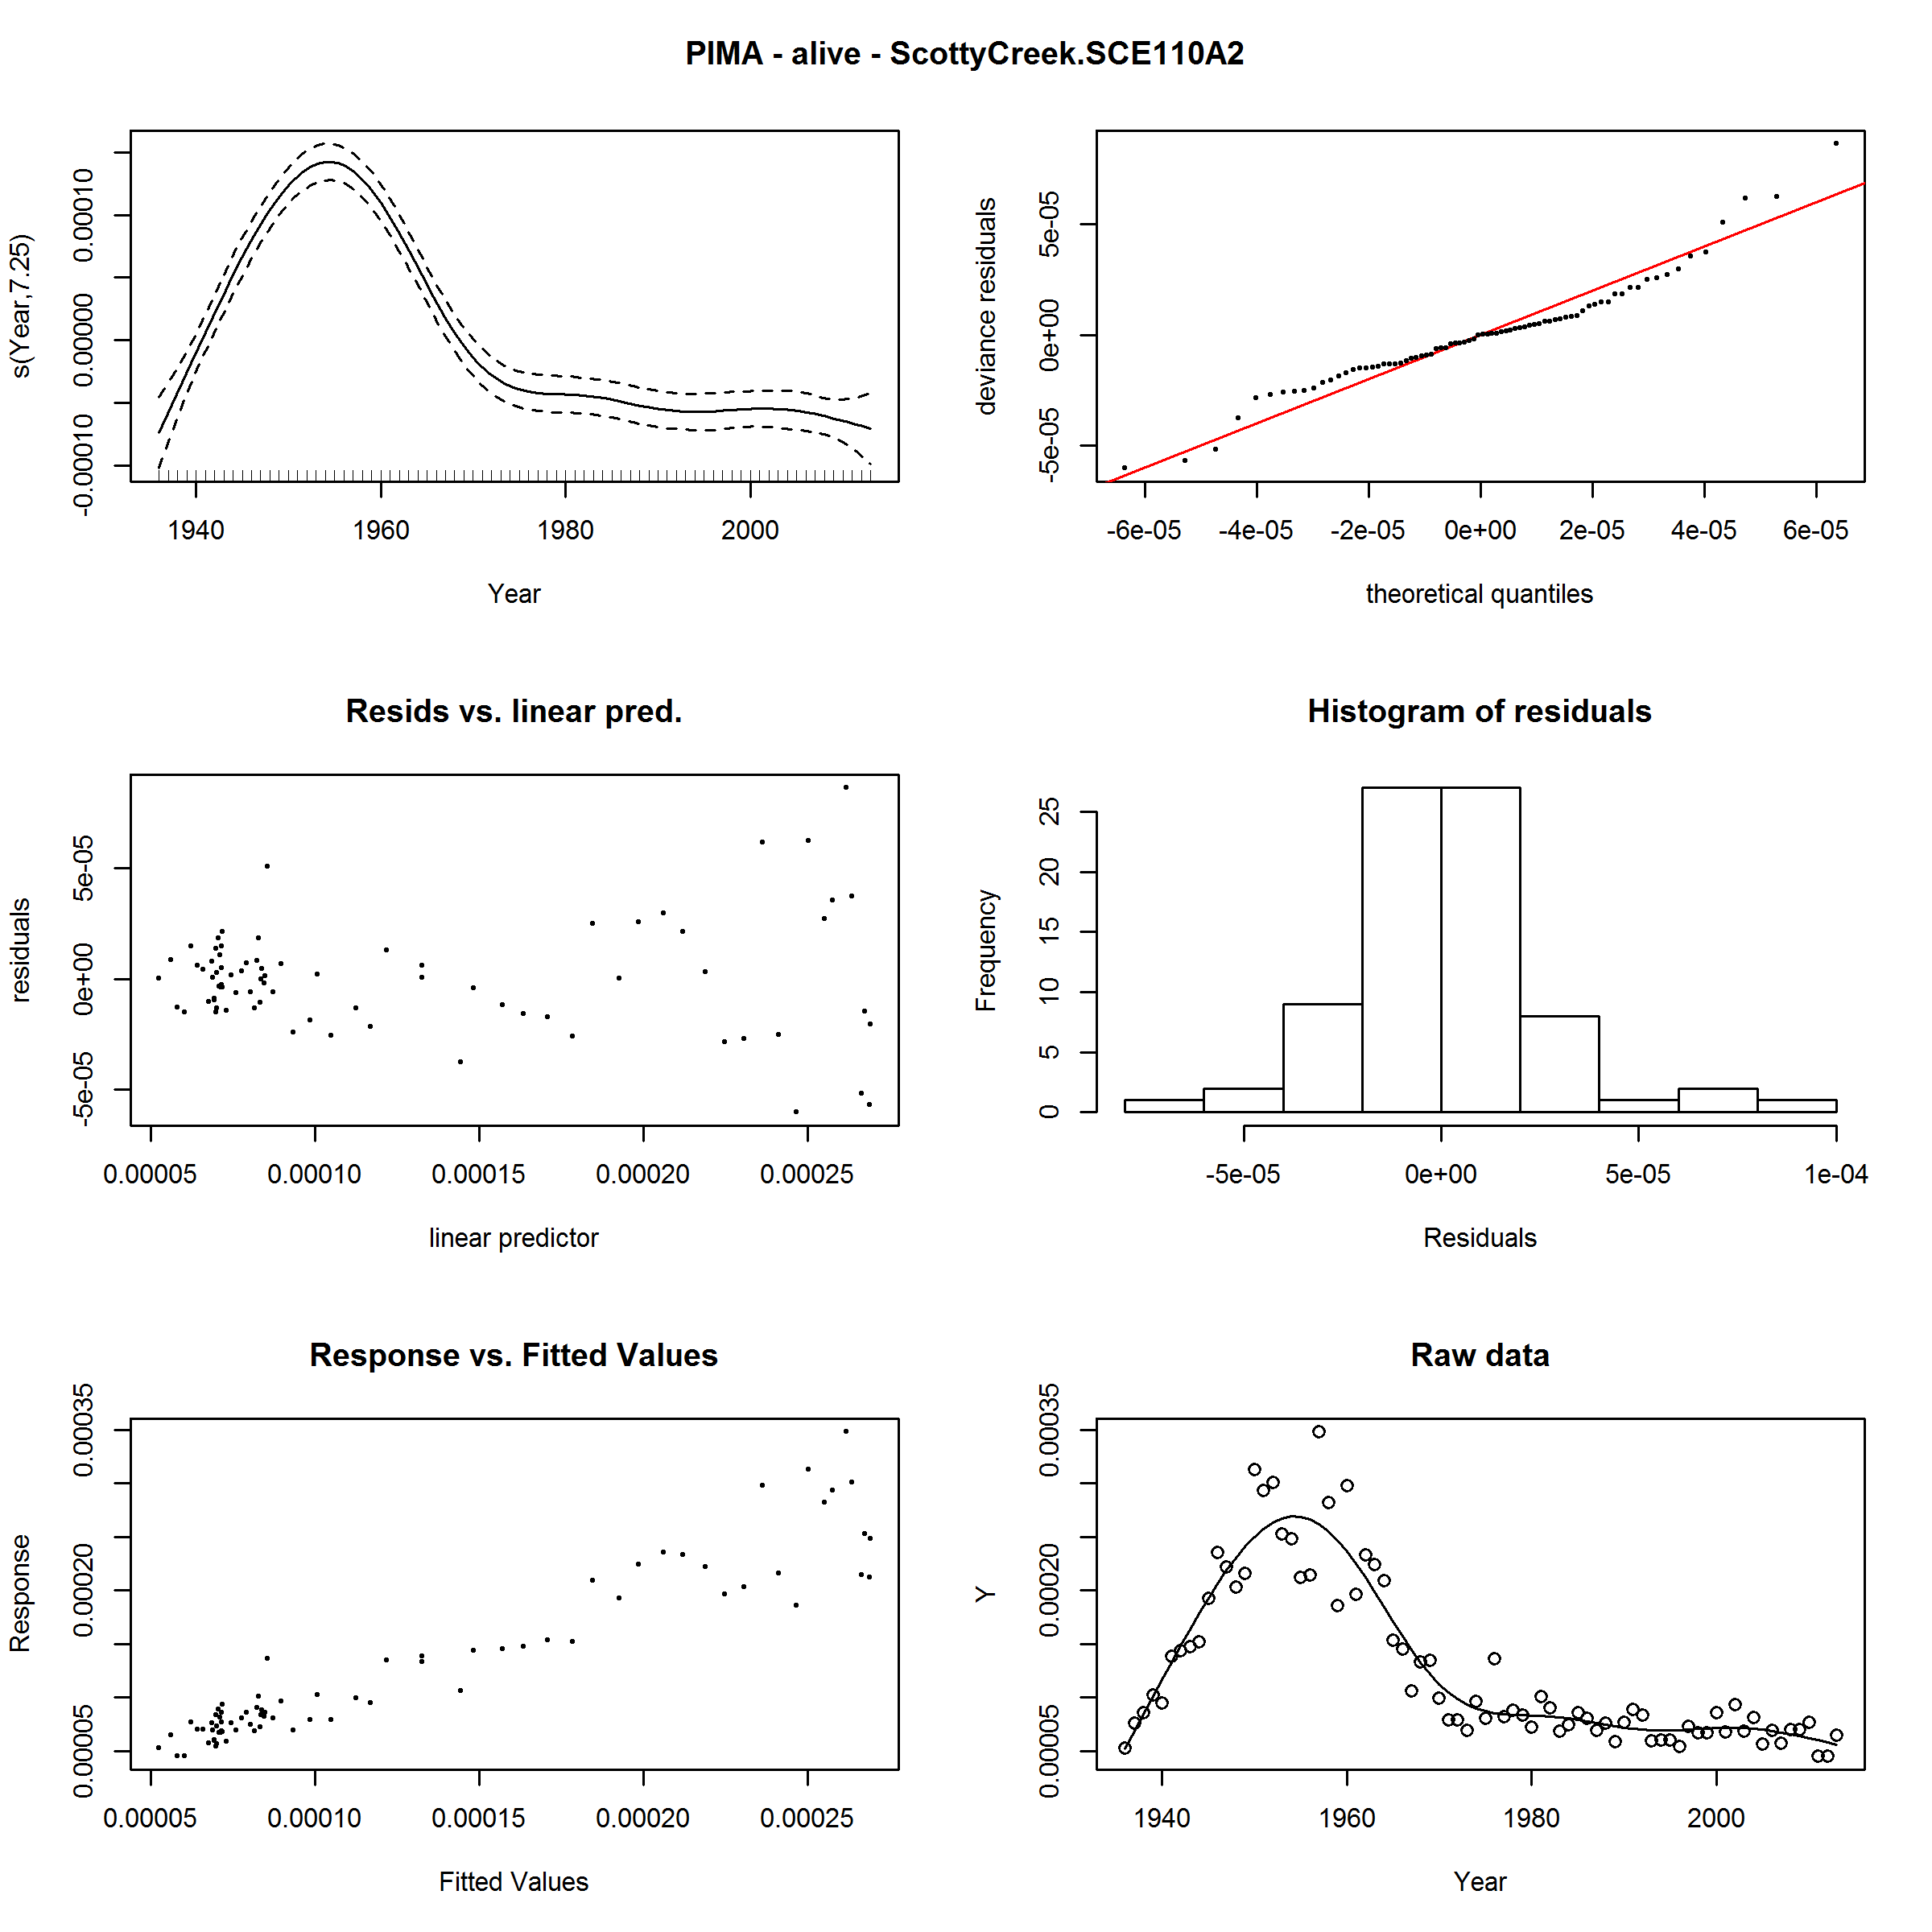 PIMA - alive - ScottyCreek.SCE110A2
s(Year,7.25)
-0.00010 0.00000 0.00010
1940 1960 1980 2000
Year
deviance residuals
-5e-05 0e+00 5e-05
-6e-05 -4e-05 -2e-05 0e+00 2e-05 4e-05 6e-05
theoretical quantiles
Resids vs. linear pred.
residuals
-5e-05 0e+00 5e-05
0.00005 0.00010 0.00015 0.00020 0.00025
linear predictor
Histogram of residuals
Frequency
0 5 10 15 20 25
-5e-05 0e+00 5e-05 1e-04
Residuals
Response vs. Fitted Values
Response
0.00005 0.00020 0.00035
0.00005 0.00010 0.00015 0.00020 0.00025
Fitted Values
Raw data
Y
0.00005 0.00020 0.00035
1940 1960 1980 2000
Year